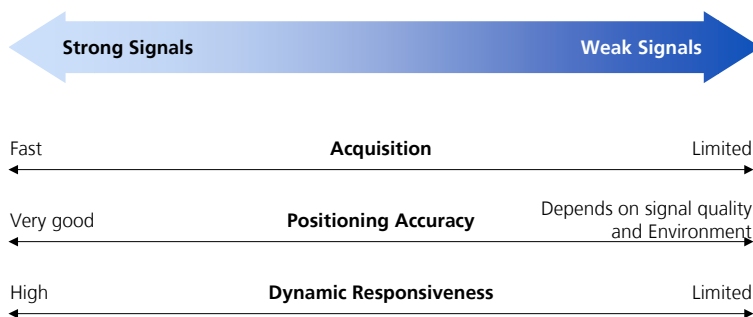 Strong Signals Weak Signals
Fast Acquisition Limited
Very good Positioning Accuracy Depends on signal quality
and Environment
High Dynamic Responsiveness Limited